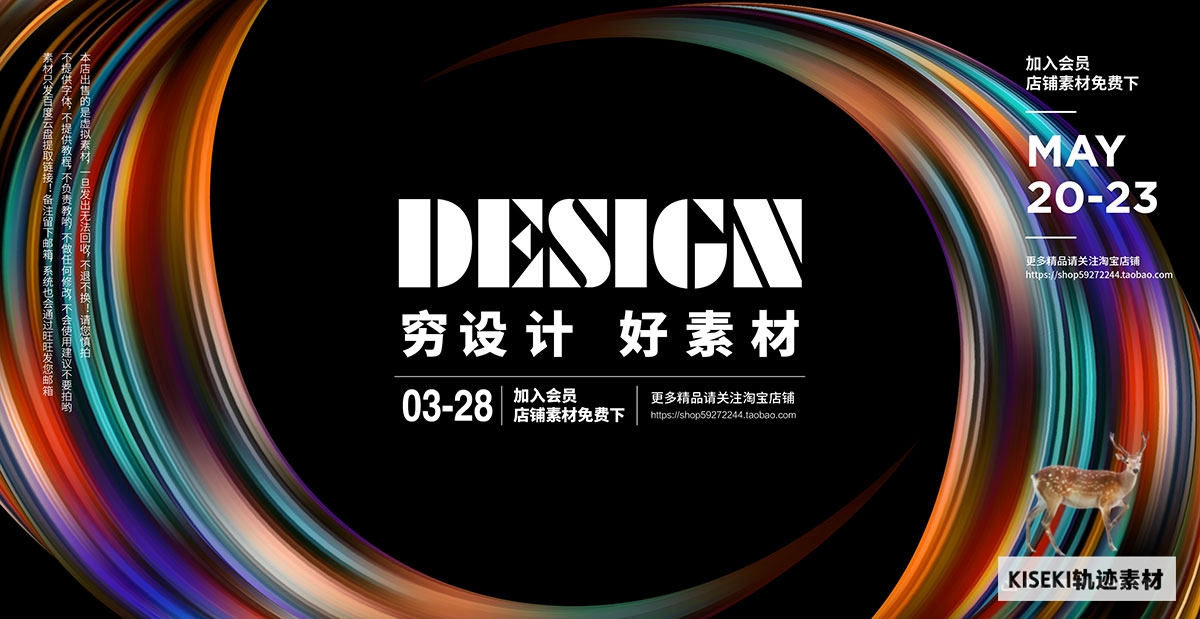 本店出售的是虚拟素材，一旦发出无法回收，不退不换！请您慎拍
不提供字体，不提供教程，不负责教哟，不做任何修改，不会使用建议不要拍哟
素材只发百度云盘提取链接！备注留下邮箱，系统也会通过旺旺发您邮箱
DESIGN
穷设计 好素材
03-28
加入会员
店铺素材免费下
更多精品请关注淘宝店铺
https://shop59272244.taobao.com
加入会员
店铺素材免费下
MAY
20-23
更多精品请关注淘宝店铺
https://shop59272244.taobao.com
KISEKI轨迹素材